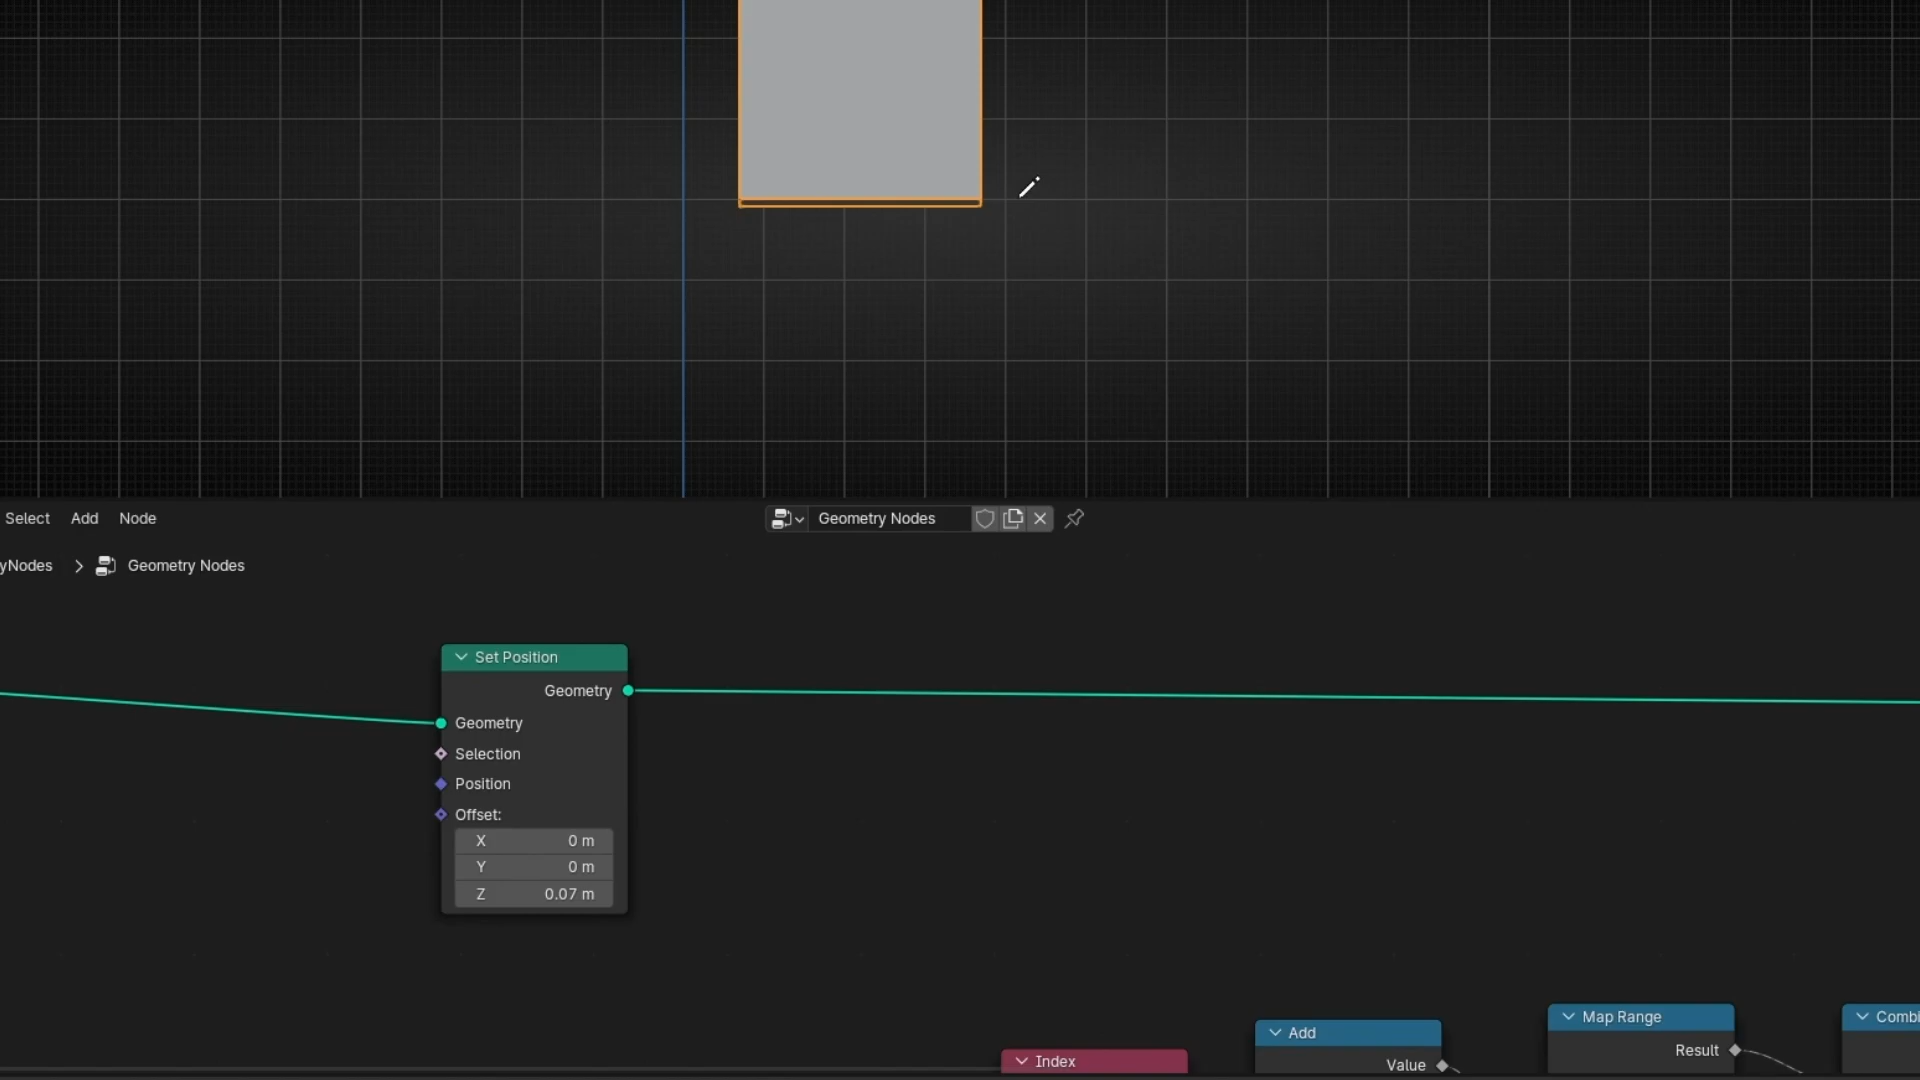 Select Add Node
Geometry Nodes
yNodes > Geometry Nodes
Set Position
Geometry
Geometry
Selection
Position
Offset:
X 0 m
Y 0 m
Z 0.07 m
Map Range
Combi
Add
Result
Index
Value